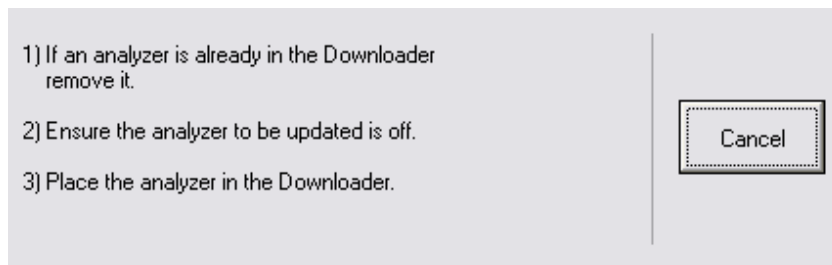 1) If an analyzer is already in the Downloader
remove it.
2) Ensure the analyzer to be updated is off.
3) Place the analyzer in the Downloader.
Cancel